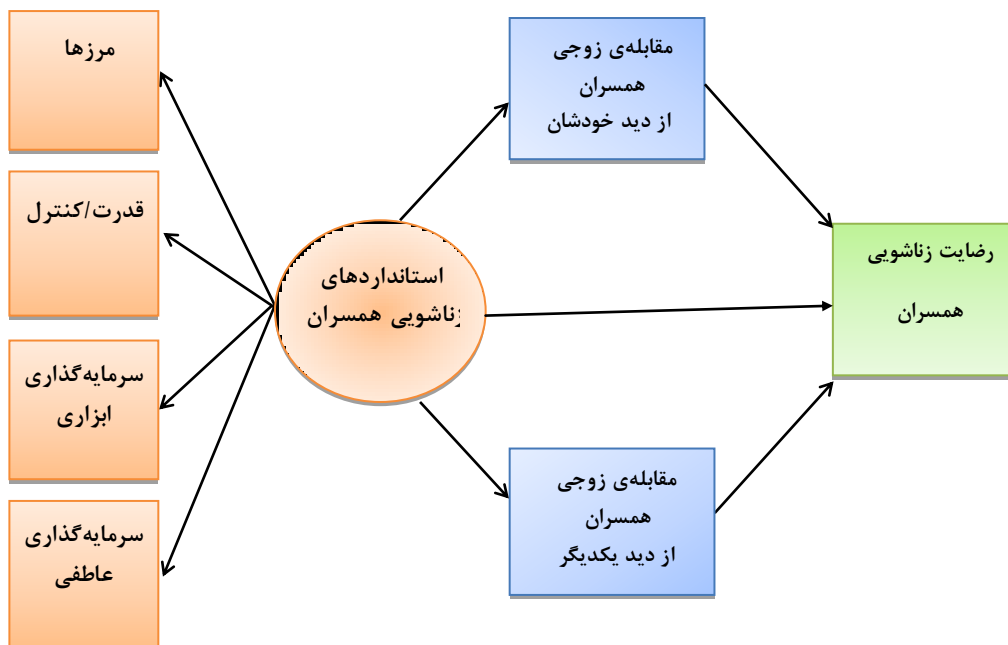 مرزها
قدرت/کنترل
سرمایه‌گذاری
ابزاری
سرمایه‌گذاری
عاطفی
استانداردهای
زناشویی همسران
مقابله‌ی زوجی
همسران
از دید خودشان
مقابله‌ی زوجی
همسران
از دید یکدیگر
رضایت زناشویی
همسران